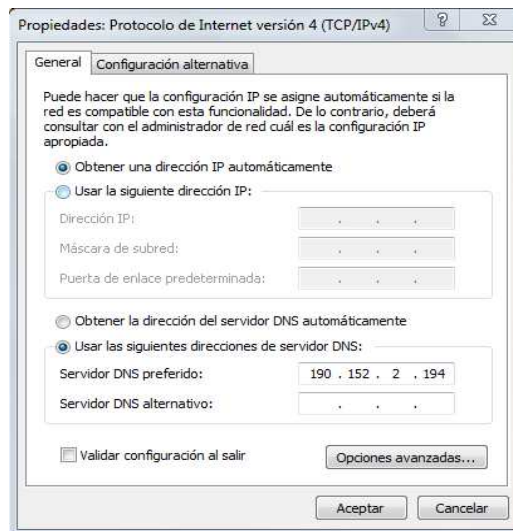 Propiedades: Protocolo de Internet versión 4 (TCP/IPv4)
General
Configuración alternativa
Puede hacer que la configuración IP se asigne automáticamente si la
red es compatible con esta funcionalidad. De lo contrario, deberá
consultar con el administrador de red cuál es la configuración IP
apropiada.
Obtener una dirección IP automáticamente
Usar la siguiente dirección IP:
Dirección IP: . . .
Máscara de subred: . . .
Puerta de enlace predeterminada: . . .
Obtener la dirección del servidor DNS automáticamente
Usar las siguientes direcciones de servidor DNS:
Servidor DNS preferido: 190 . 152 . 2 . 194
Servidor DNS alternativo: . . .
Validar configuración al salir
Opciones avanzadas...
Aceptar
Cancelar